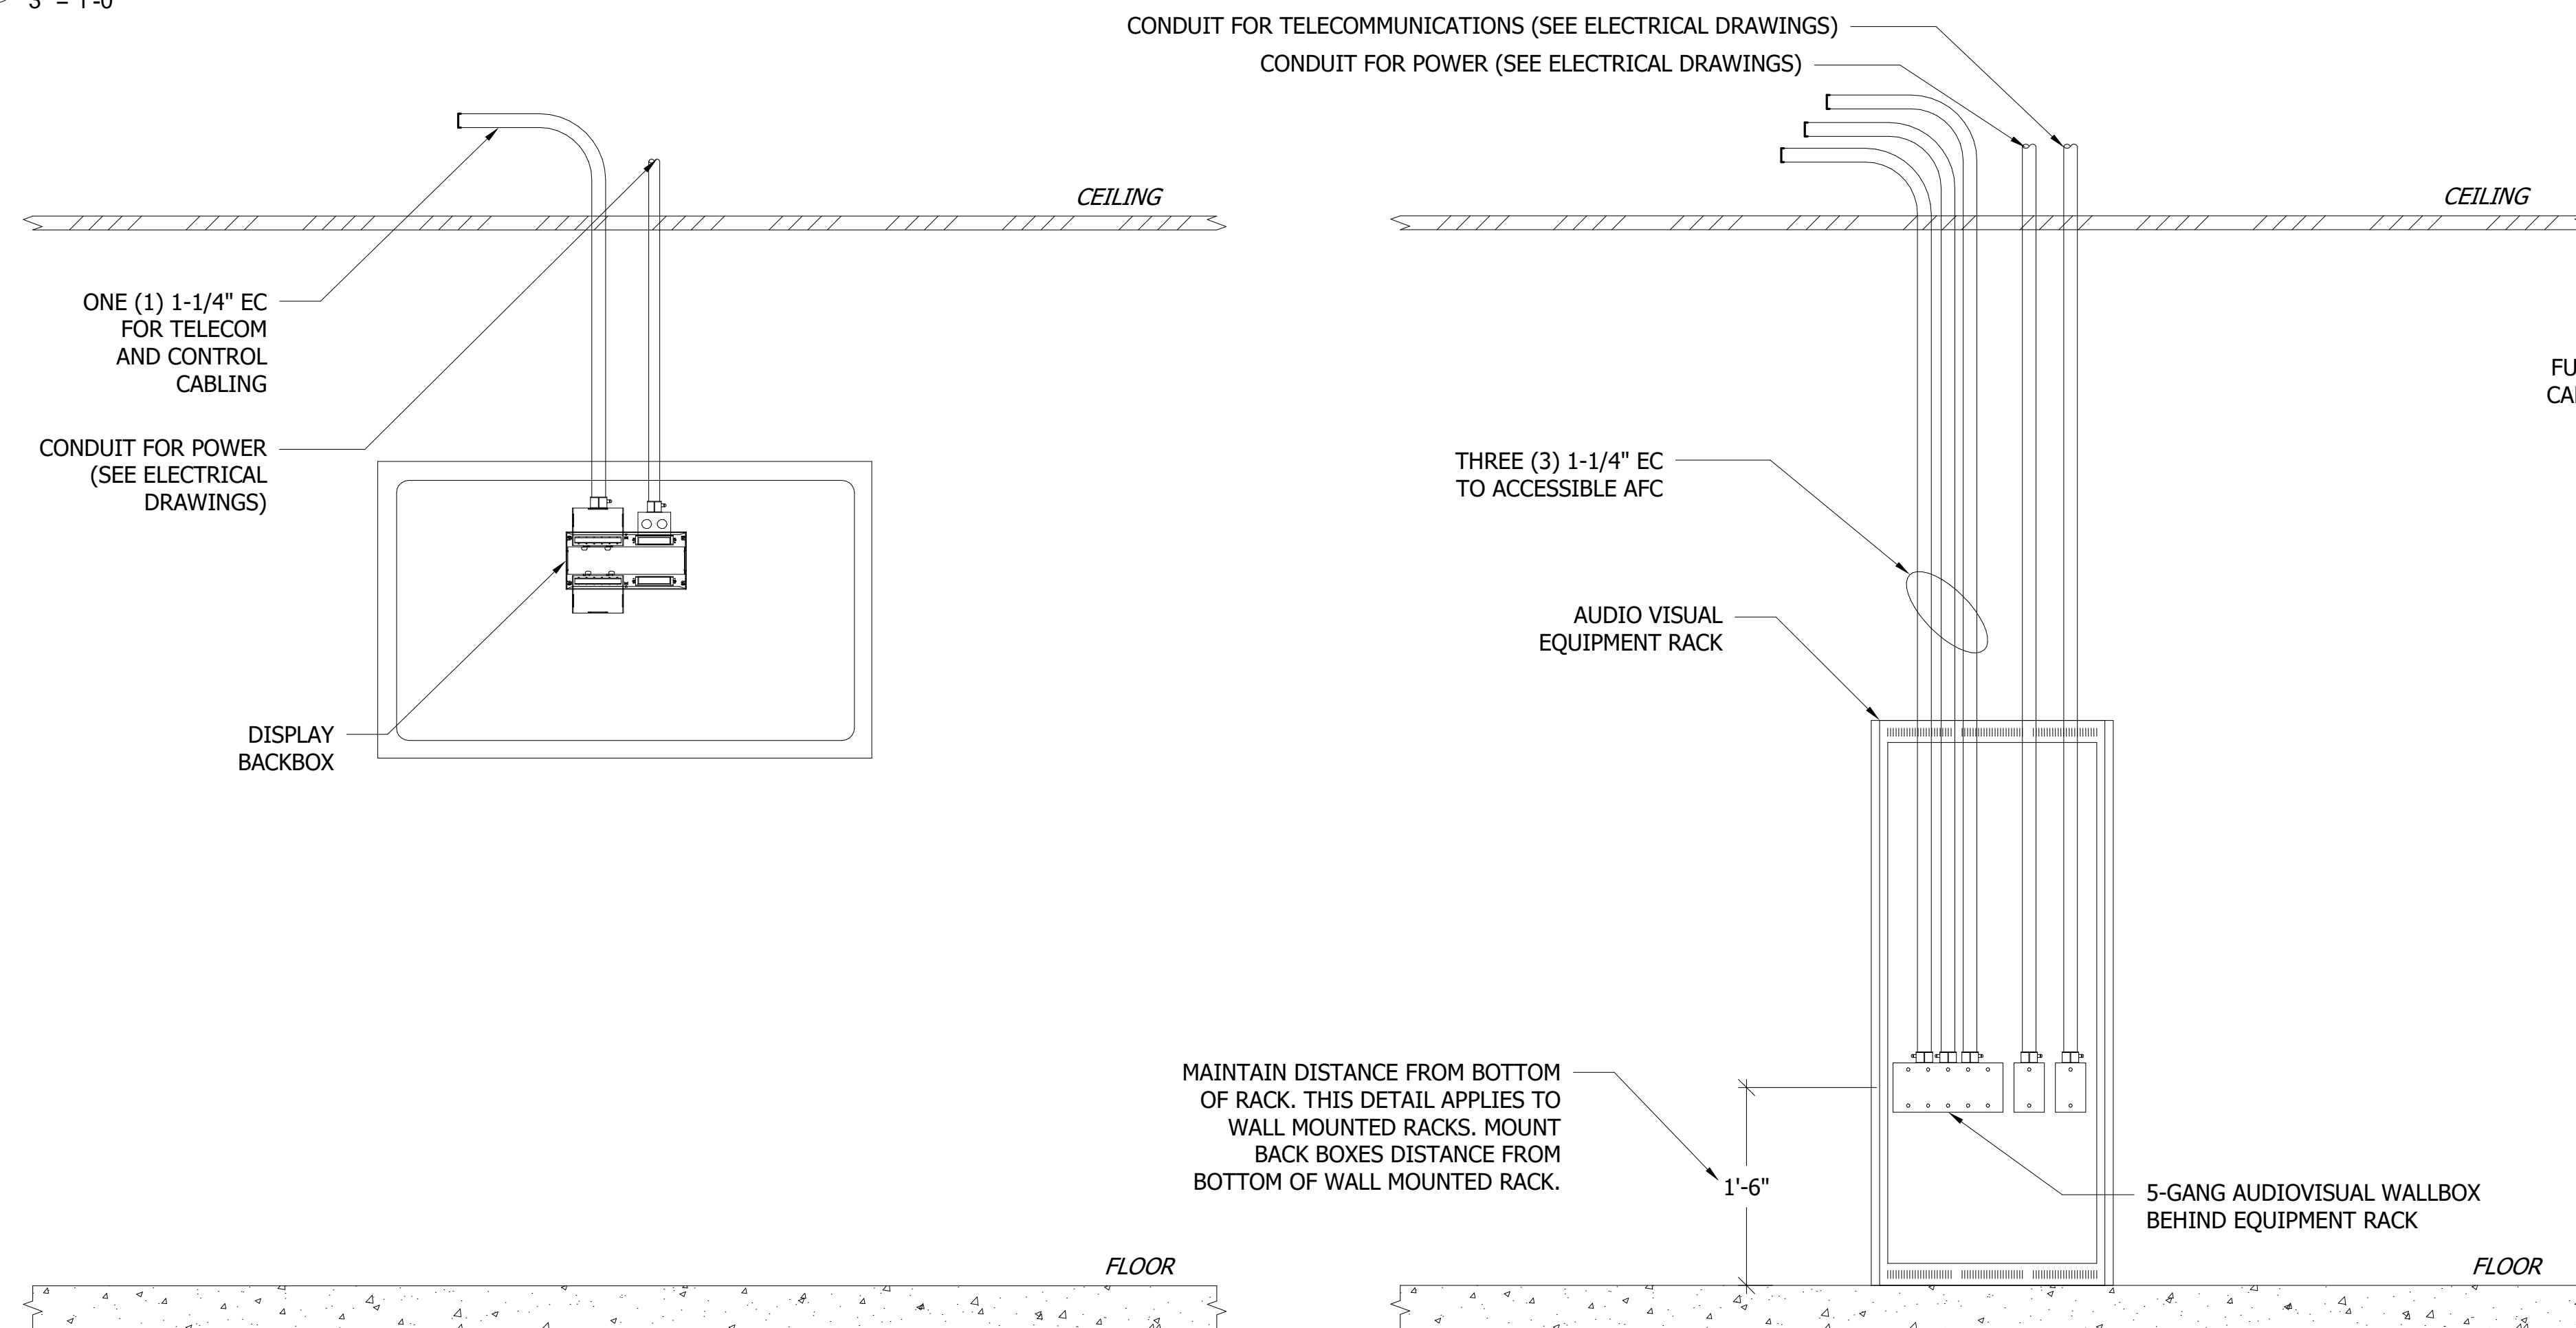 3" = 1'-0"
CONDUIT FOR TELECOMMUNICATIONS (SEE ELECTRICAL DRAWINGS)
CONDUIT FOR POWER (SEE ELECTRICAL DRAWINGS)
CEILING
CEILING
ONE (1) 1-1/4" EC
FOR TELECOM
AND CONTROL
CABLING
CONDUIT FOR POWER
(SEE ELECTRICAL
DRAWINGS)
DISPLAY
BACKBOX
THREE (3) 1-1/4" EC
TO ACCESSIBLE AFC
AUDIO VISUAL
EQUIPMENT RACK
MAINTAIN DISTANCE FROM BOTTOM
OF RACK. THIS DETAIL APPLIES TO
WALL MOUNTED RACKS. MOUNT
BACK BOXES DISTANCE FROM
BOTTOM OF WALL MOUNTED RACK.
1'-6"
5-GANG AUDIOVISUAL WALLBOX
BEHIND EQUIPMENT RACK
FLOOR
FLOOR